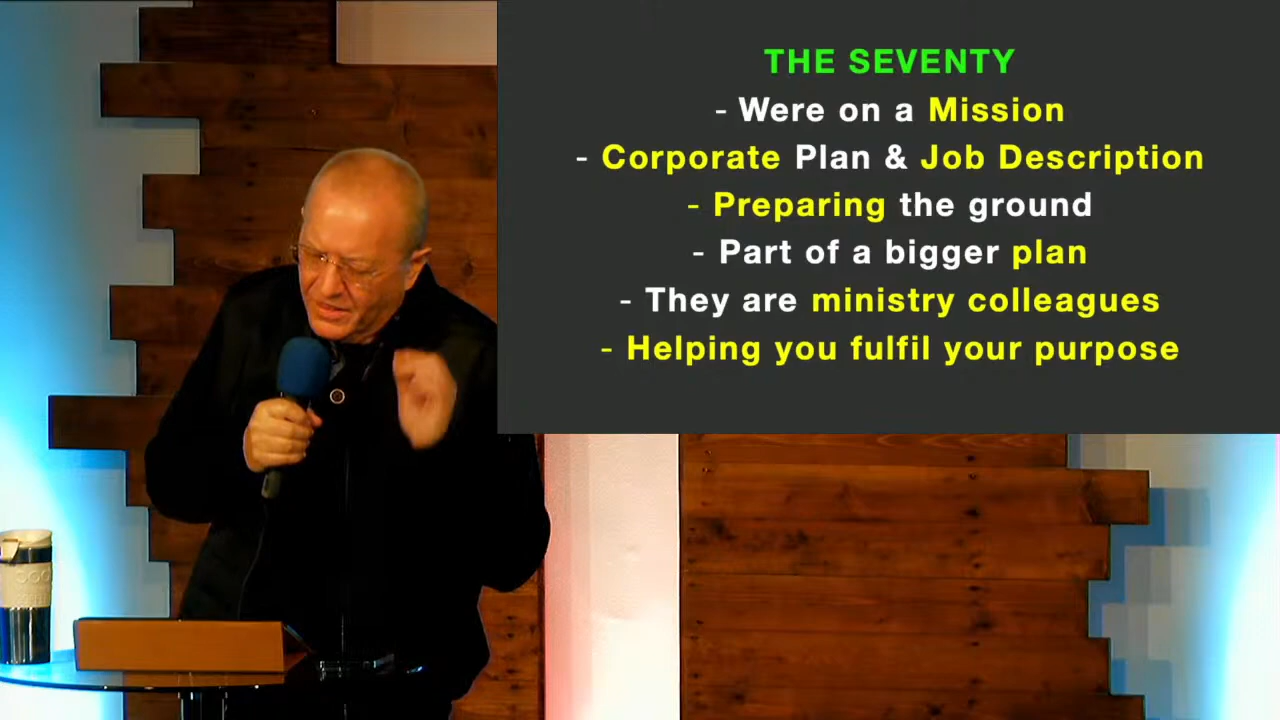 THE SEVENTY
- Were on a Mission
- Corporate Plan & Job Description
- Preparing the ground
- Part of a bigger plan
- They are ministry colleagues
- Helping you fulfil your purpose